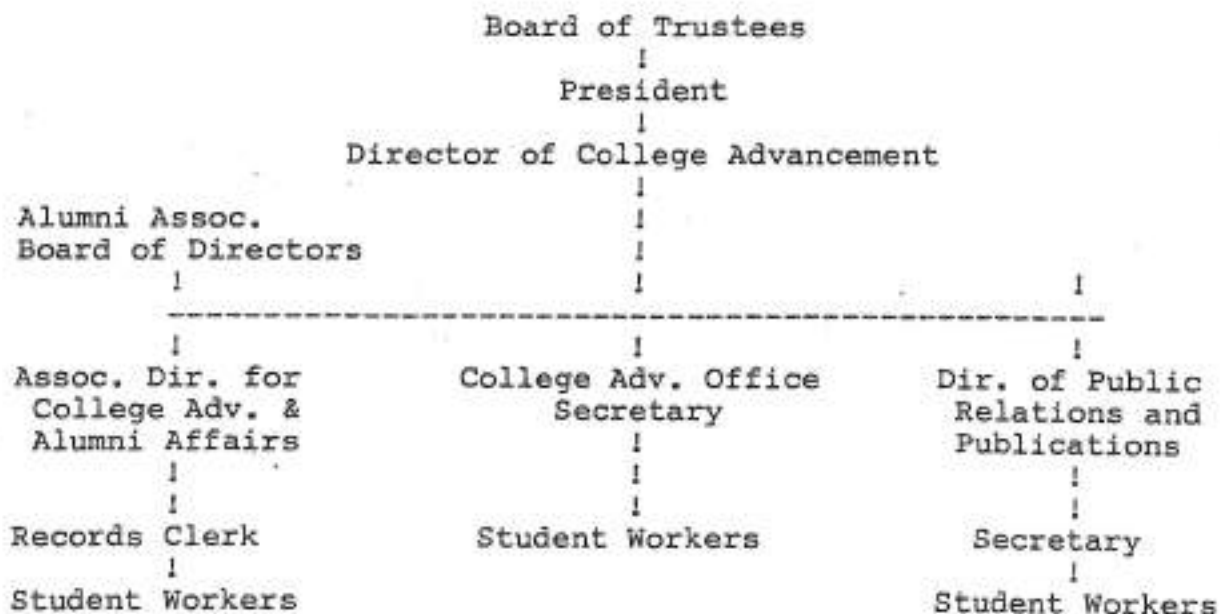 Board of Trustees
!
President
!
Director of College Advancement
!
!
Alumni Assoc.
Board of Directors
!
! ! !
------------------------------------------------------
! ! !
Assoc. Dir. for College Adv. Office Dir. of Public
College Adv. & Secretary Relations and
Alumni Affairs ! Publications
! ! !
! ! !
Records Clerk Student Workers Secretary
! !
Student Workers Student Workers